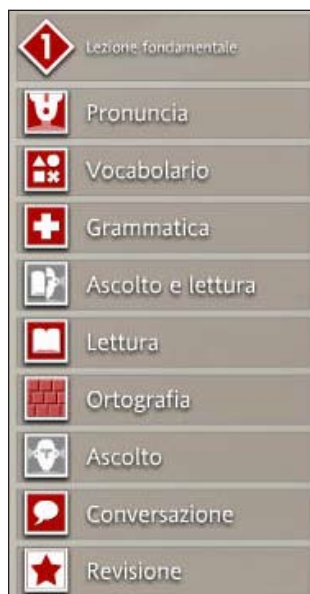 1 Lezione fondamentale
Pronuncia
Vocabolario
Grammatica
Ascolto e lettura
Lettura
Ortografia
Ascolto
Conversazione
Revisione